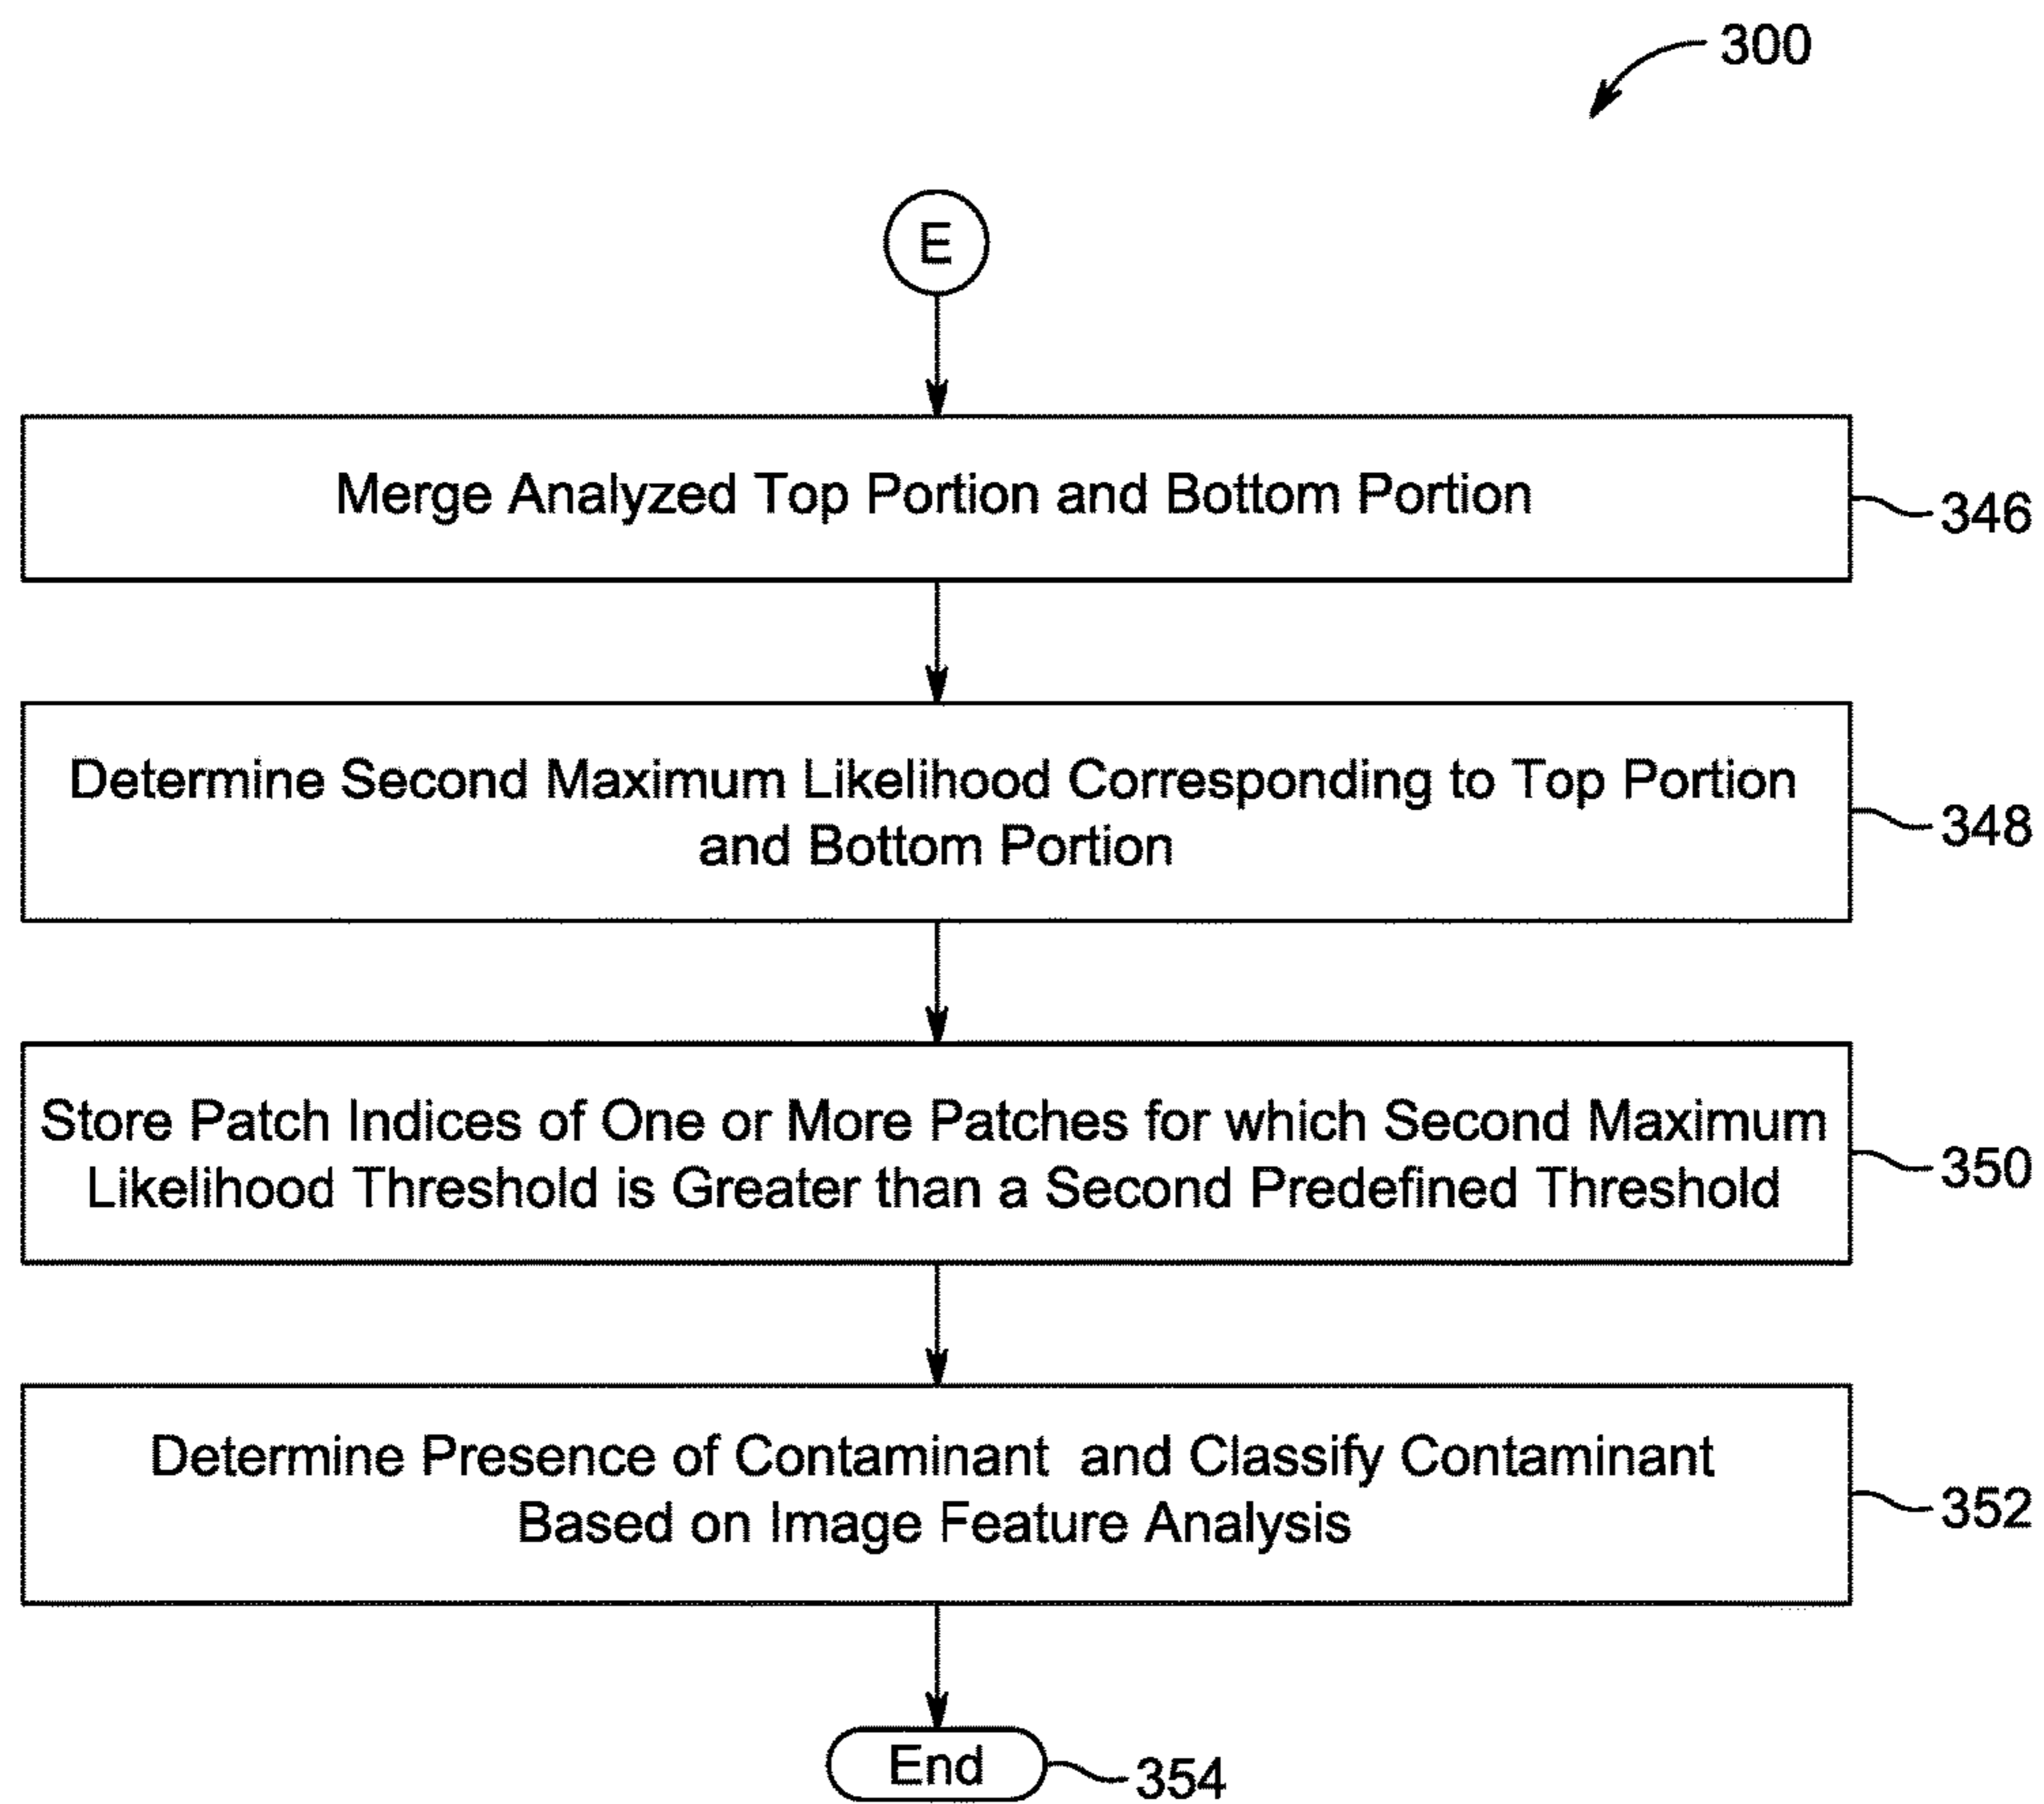 300
E
Merge Analyzed Top Portion and Bottom Portion
346
Determine Second Maximum Likelihood Corresponding to Top Portion
and Bottom Portion
348
Store Patch Indices of One or More Patches for which Second Maximum
Likelihood Threshold is Greater than a Second Predefined Threshold
350
Determine Presence of Contaminant and Classify Contaminant
Based on Image Feature Analysis
352
End
354